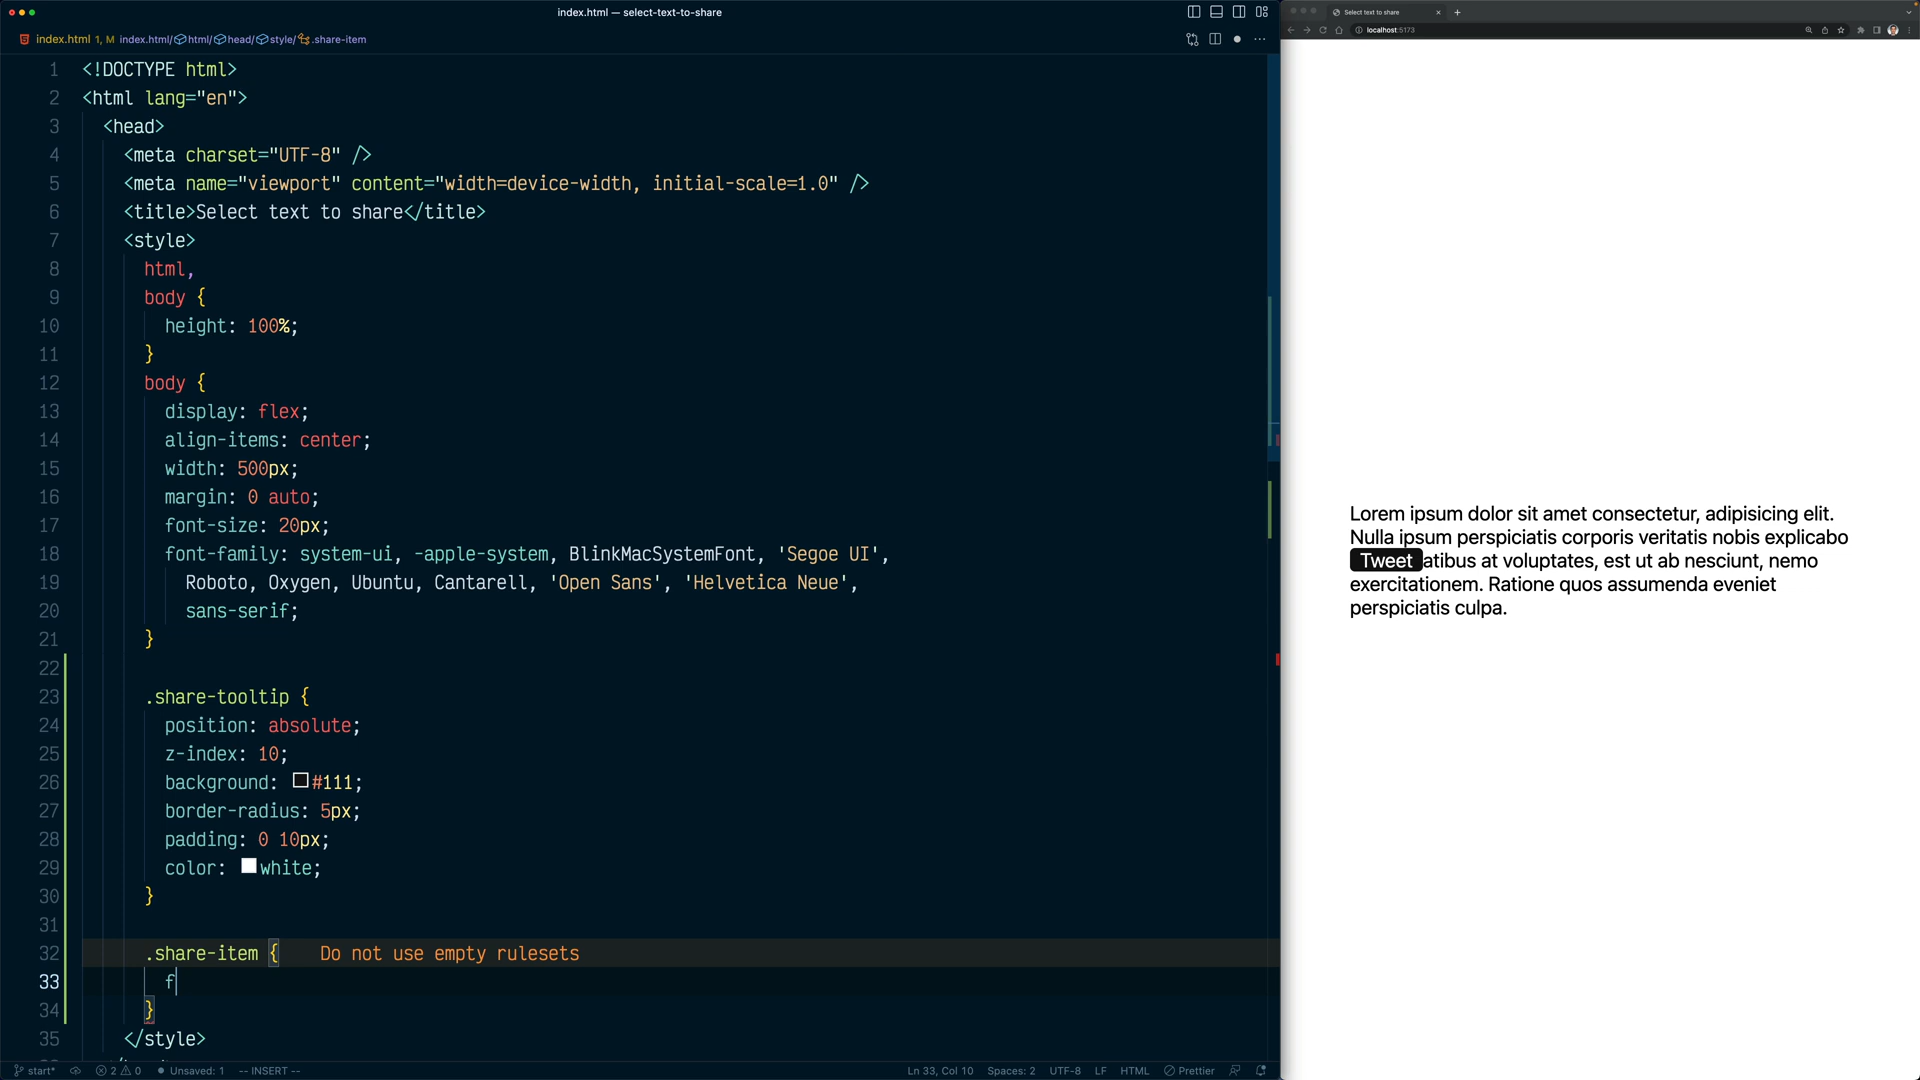 index.html — select-text-to-share
index.html 1, M index.html/html/head/style/.share-item
1 <!DOCTYPE html>
2 <html lang="en">
3 <head>
4 <meta charset="UTF-8" />
5 <meta name="viewport" content="width=device-width, initial-scale=1.0" />
6 <title>Select text to share</title>
7 <style>
8 html,
9 body {
10 height: 100%;
11 }
12 body {
13 display: flex;
14 align-items: center;
15 width: 500px;
16 margin: 0 auto;
17 font-size: 20px;
18 font-family: system-ui, -apple-system, BlinkMacSystemFont, 'Segoe UI',
19 Roboto, Oxygen, Ubuntu, Cantarell, 'Open Sans', 'Helvetica Neue',
20 sans-serif;
21 }
22
23 .share-tooltip {
24 position: absolute;
25 z-index: 10;
26 background: #111;
27 border-radius: 5px;
28 padding: 0 10px;
29 color: white;
30 }
31
32 .share-item { Do not use empty rulesets
33 f
34 }
35 </style>
start* 2 0 Unsaved: 1 -- INSERT --
Ln 33, Col 10 Spaces: 2 UTF-8 LF HTML Prettier
Select text to share
localhost:5173
Lorem ipsum dolor sit amet consectetur, adipisicing elit.
Nulla ipsum perspiciatis corporis veritatis nobis explicabo
Tweet atibus at voluptates, est ut ab nesciunt, nemo
exercitationem. Ratione quos assumenda eveniet
perspiciatis culpa.